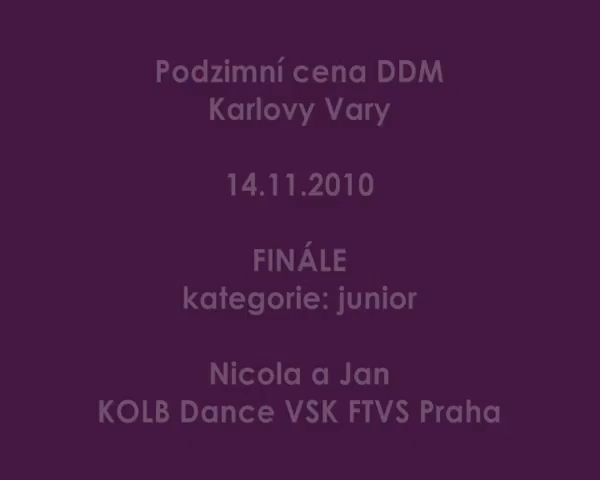 Podzimní cena DDM
Karlovy Vary
14.11.2010
FINÁLE
kategorie: junior
Nicola a Jan
KOLB Dance VSK FTVS Praha